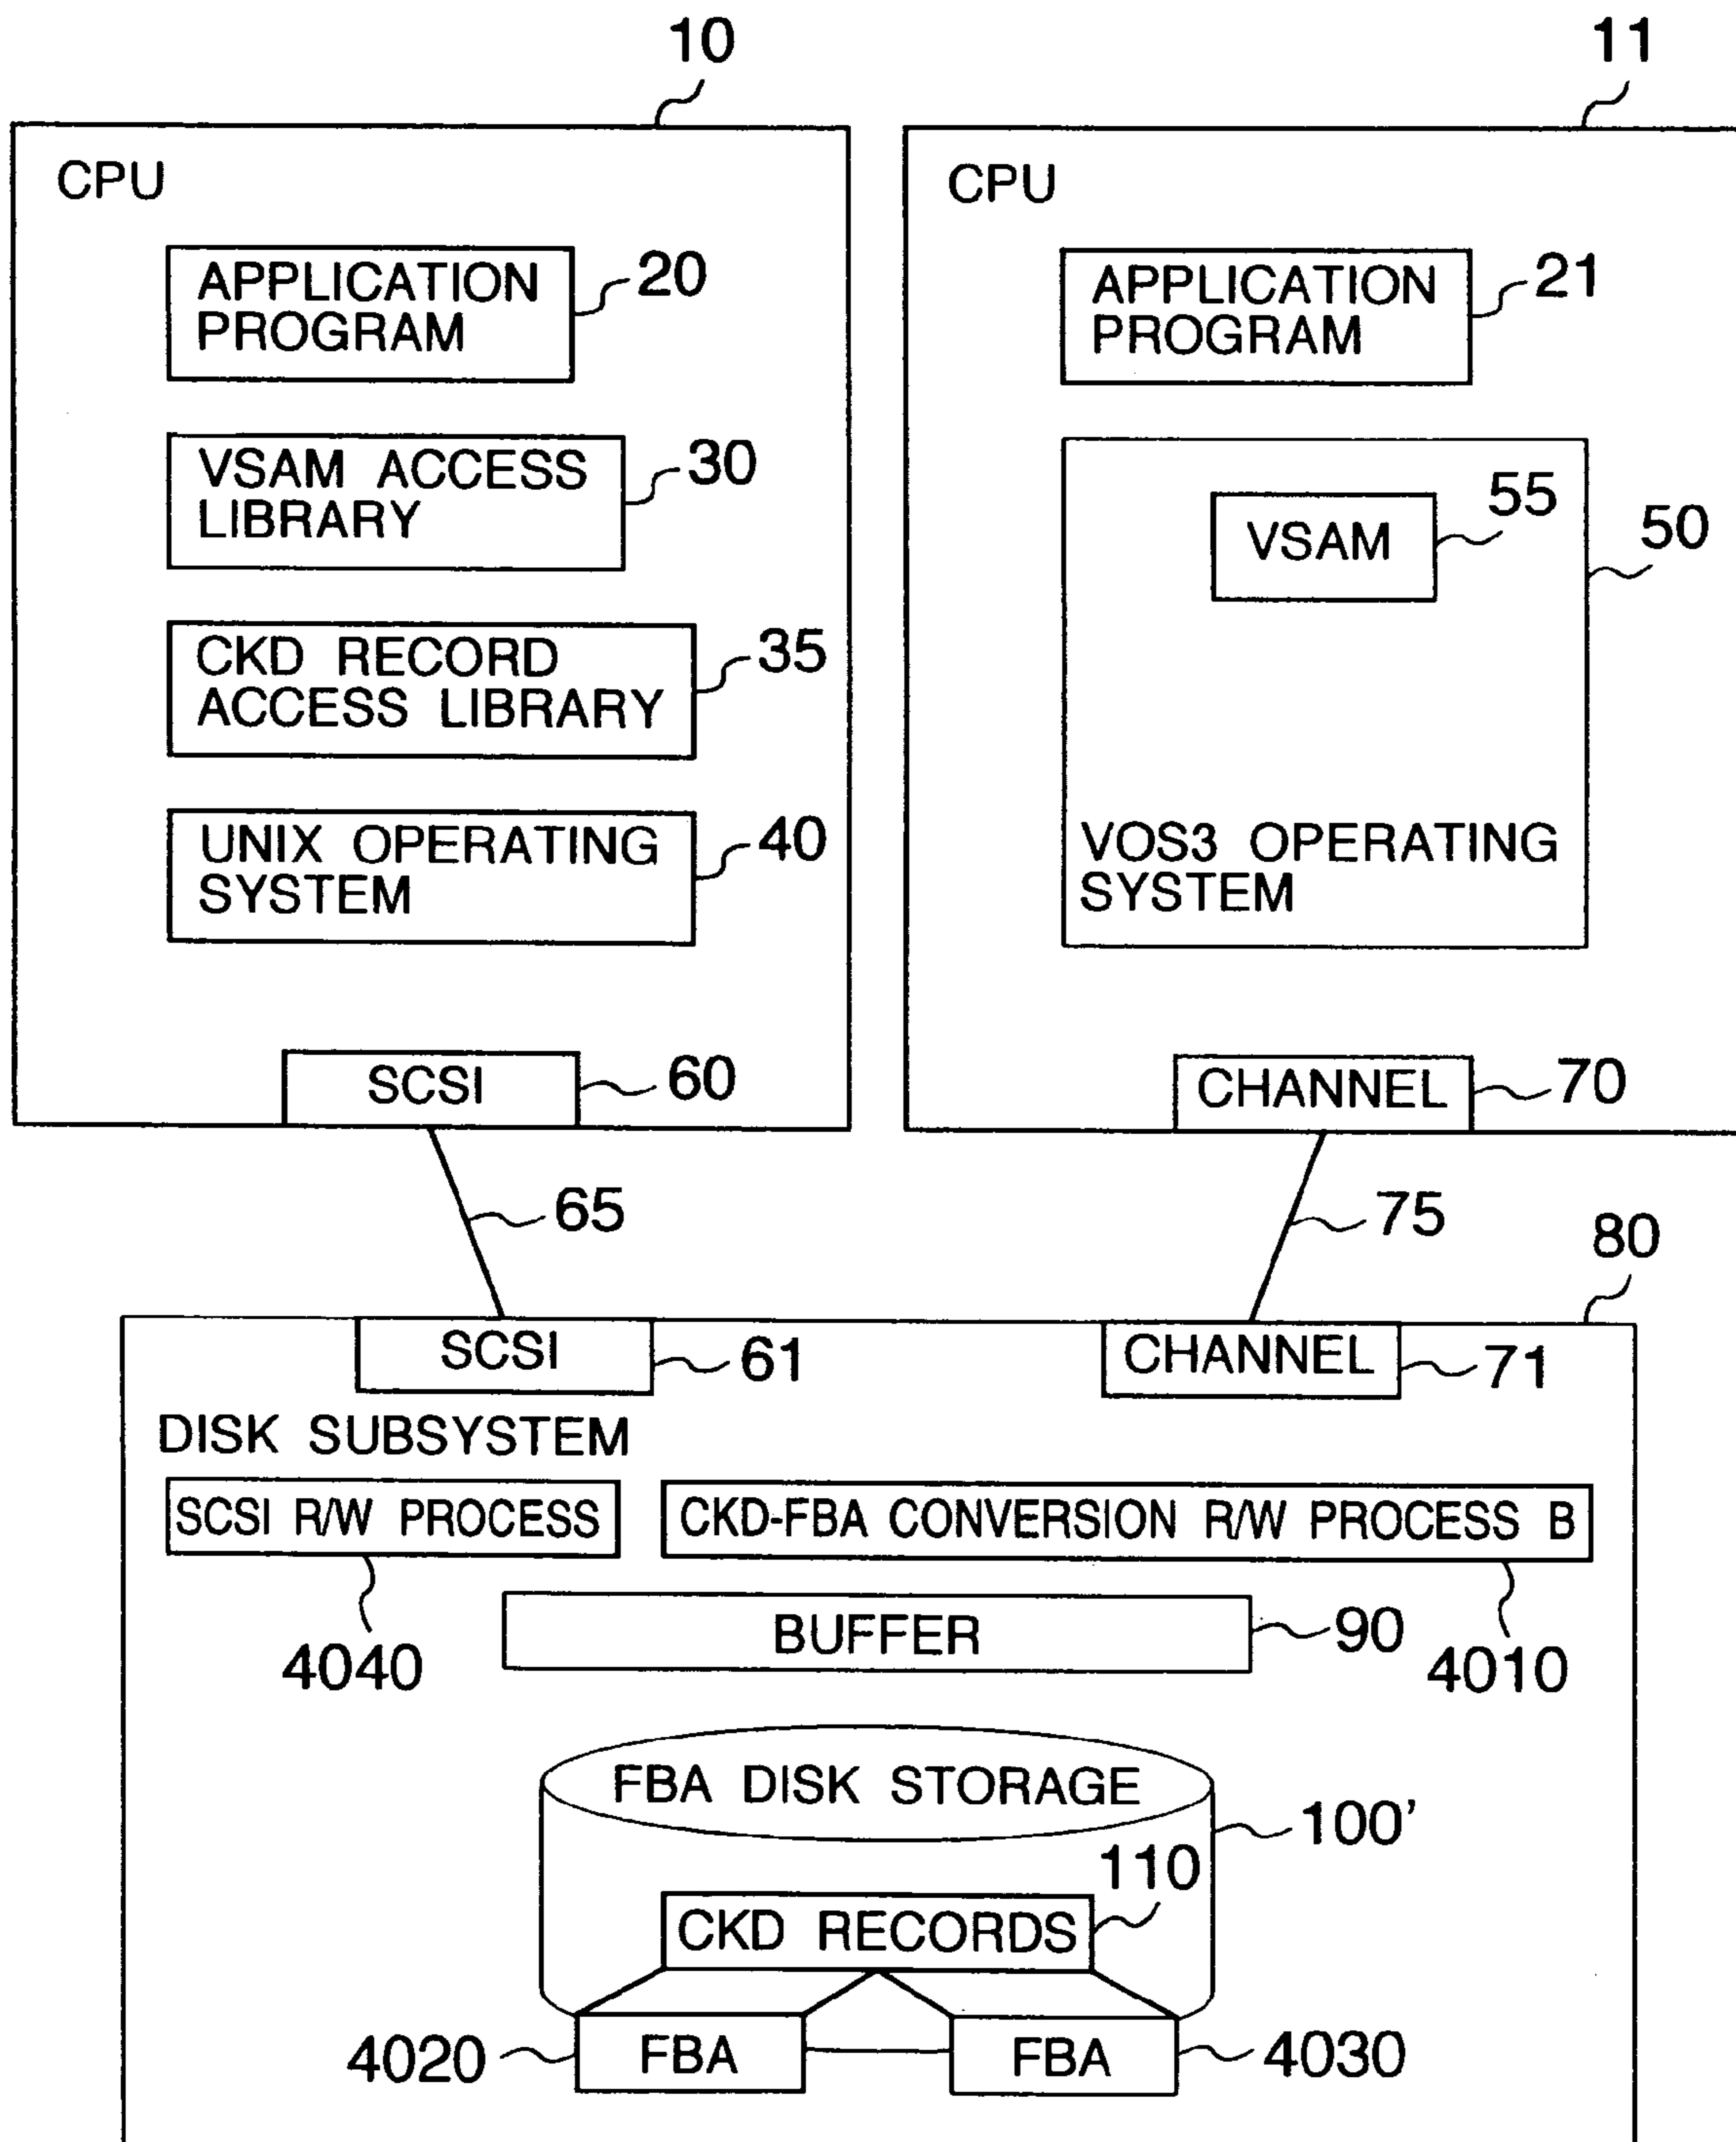 10
11
CPU
CPU
APPLICATION
PROGRAM
20
APPLICATION
PROGRAM
21
VSAM ACCESS
LIBRARY
30
VSAM
55
50
CKD RECORD
ACCESS LIBRARY
35
UNIX OPERATING
SYSTEM
40
VOS3 OPERATING
SYSTEM
SCSI
60
CHANNEL
70
65
75
80
SCSI
61
CHANNEL
71
DISK SUBSYSTEM
SCSI R/W PROCESS
CKD-FBA CONVERSION R/W PROCESS B
4040
BUFFER
90
4010
FBA DISK STORAGE
100'
110
CKD RECORDS
4020
FBA
FBA
4030